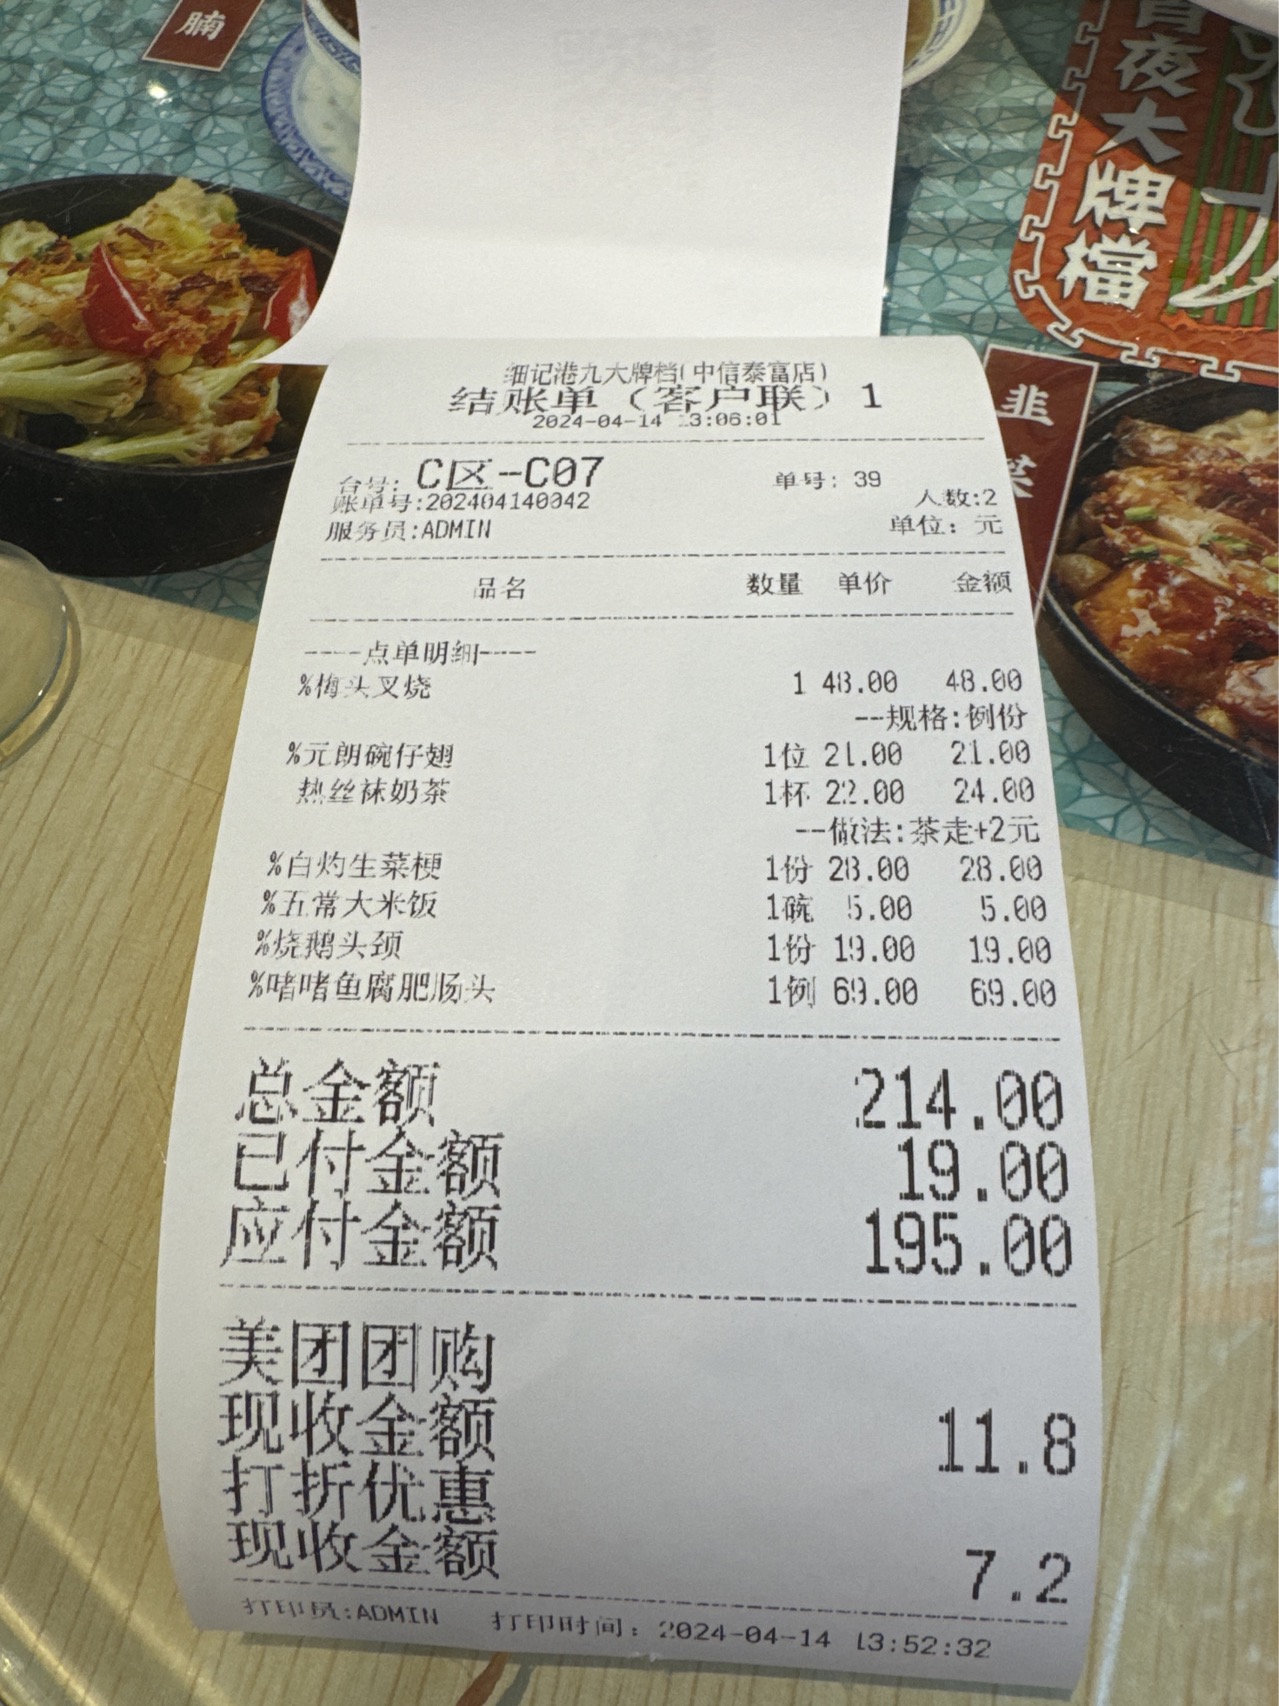 腩
宵夜大牌檔
韭菜
细记港九大牌档(中信泰富店)
结账单（客户联）1
2024-04-14 13:06:01
台号: C区-C07 单号: 39
账单号:202404140042 人数:2
服务员:ADMIN 单位: 元
品名 数量 单价 金额
----点单明细----
%梅头叉烧 1 48.00 48.00
--规格:例份
%元朗碗仔翅 1位 21.00 21.00
热丝袜奶茶 1杯 22.00 24.00
--做法:茶走+2元
%白灼生菜梗 1份 28.00 28.00
%五常大米饭 1碗 5.00 5.00
%烧鹅头颈 1份 19.00 19.00
%啫啫鱼腐肥肠头 1例 69.00 69.00
总金额 214.00
已付金额 19.00
应付金额 195.00
美团团购
现收金额 11.8
打折优惠
现收金额 7.2
打印员:ADMIN 打印时间: 2024-04-14 13:52:32